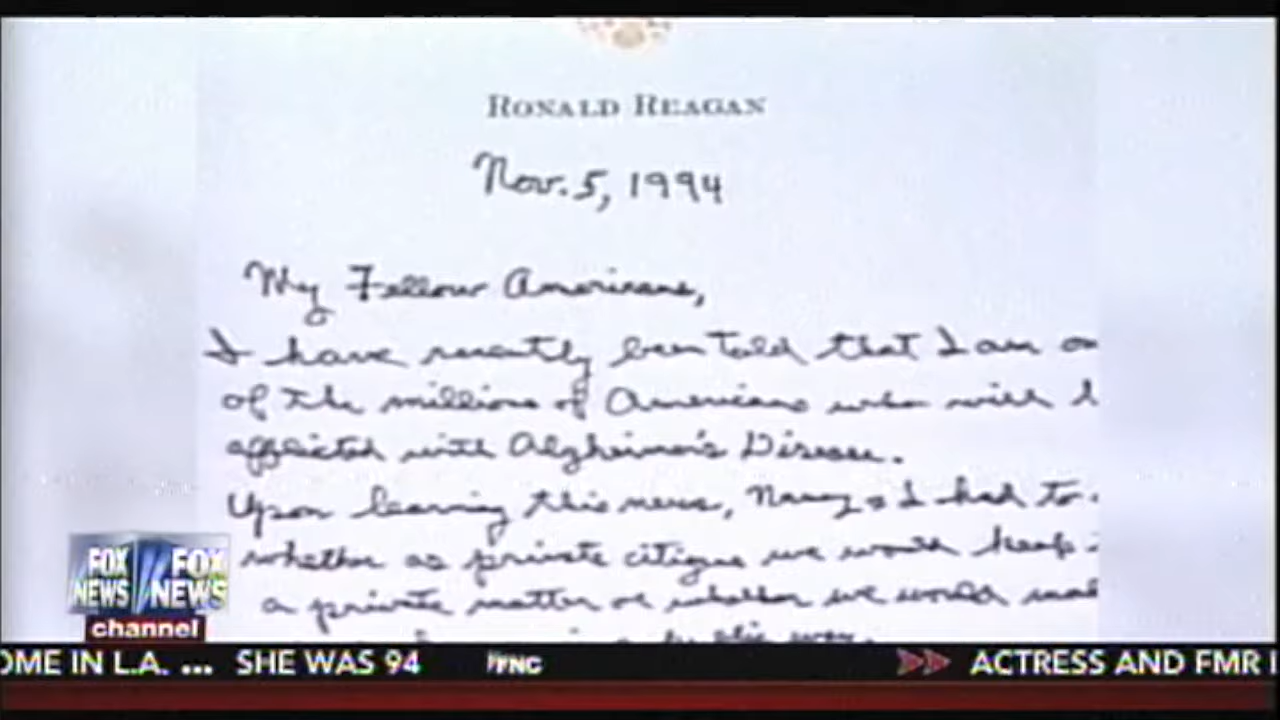 RONALD REAGAN
Nov. 5, 1994
My Fellow Americans,
I have recently been told that I am
of the millions of Americans who will
afflicted with Alzheimer's Disease.
Upon learning this news, Nancy & I had to
whether as private citizens we would keep
a private matter or whether we would
FOX NEWS FOX NEWS
channel
OME IN L.A. ... SHE WAS 94 FNC ACTRESS AND FMR